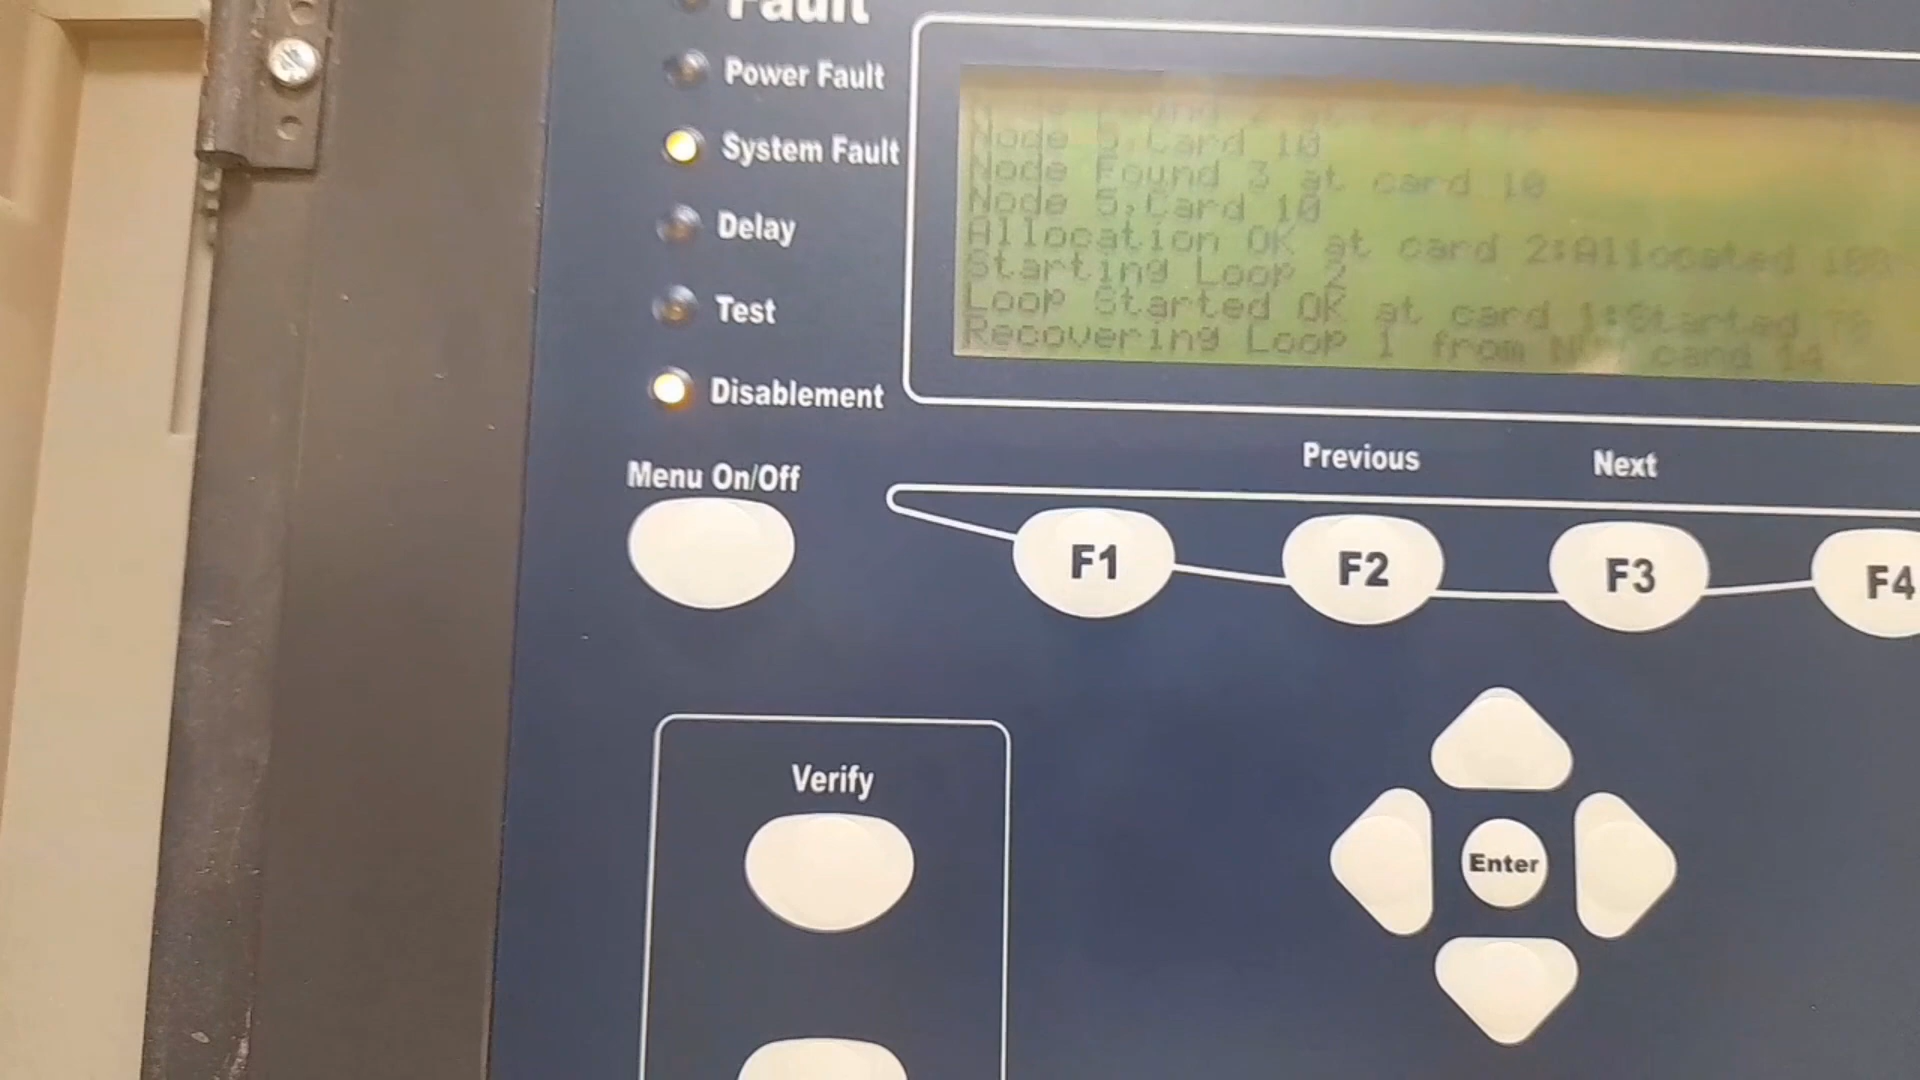 Fault
Power Fault
System Fault
Delay
Test
Disablement
Node 5,Card 10
Node Found 3 at card 10
Node 5,Card 10
Allocation OK at card 2:Allocated
Starting Loop 2
Loop Started OK at card 1:Started
Recovering Loop 1 from card 14
Menu On/Off
Previous
Next
F1
F2
F3
F4
Verify
Enter